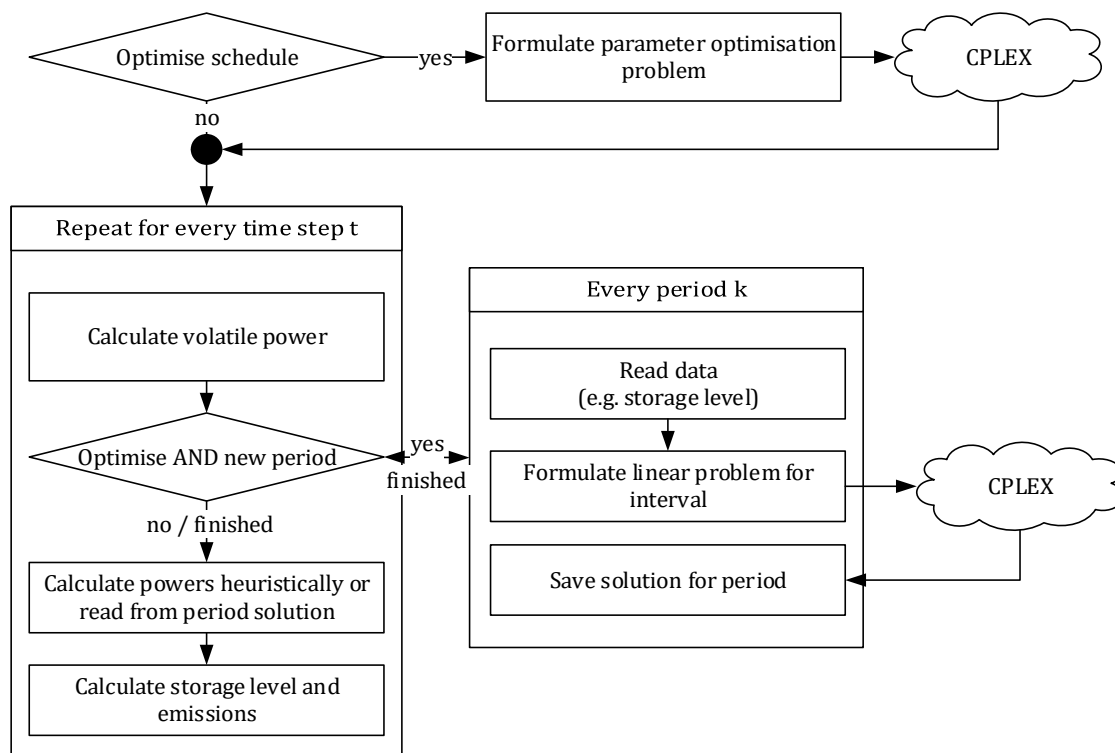 Optimise schedule
yes
Formulate parameter optimisation
problem
CPLEX
no
Repeat for every time step t
Calculate volatile power
Optimise AND new period
yes
finished
no / finished
Calculate powers heuristically or
read from period solution
Calculate storage level and
emissions
Every period k
Read data
(e.g. storage level)
Formulate linear problem for
interval
CPLEX
Save solution for period